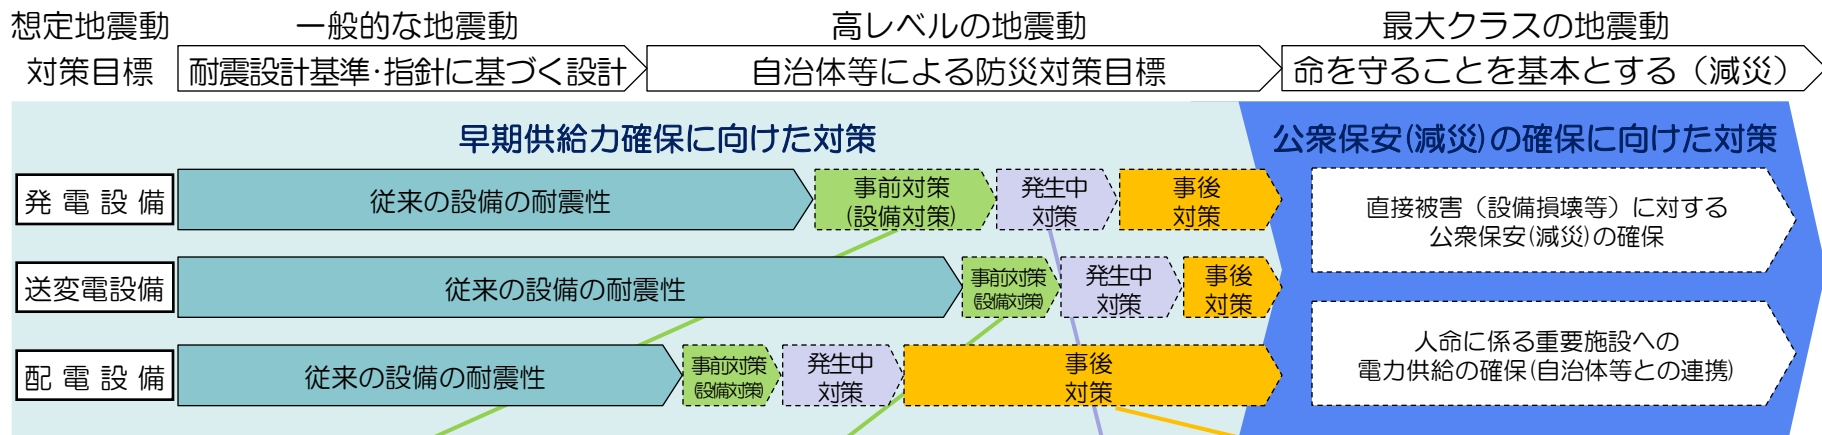 想定地震動
一般的な地震動
高レベルの地震動
最大クラスの地震動
対策目標
耐震設計基準･指針に基づく設計
自治体等による防災対策目標
命を守ることを基本とする（減災）
早期供給力確保に向けた対策
公衆保安(減災)の確保に向けた対策
発電設備
従来の設備の耐震性
事前対策
(設備対策)
発生中
対策
事後
対策
送変電設備
従来の設備の耐震性
事前対策
(設備対策)
発生中
対策
事後
対策
配電設備
従来の設備の耐震性
事前対策
(設備対策)
発生中
対策
事後
対策
直接被害（設備損壊等）に対する
公衆保安(減災)の確保
人命に係る重要施設への
電力供給の確保(自治体等との連携)